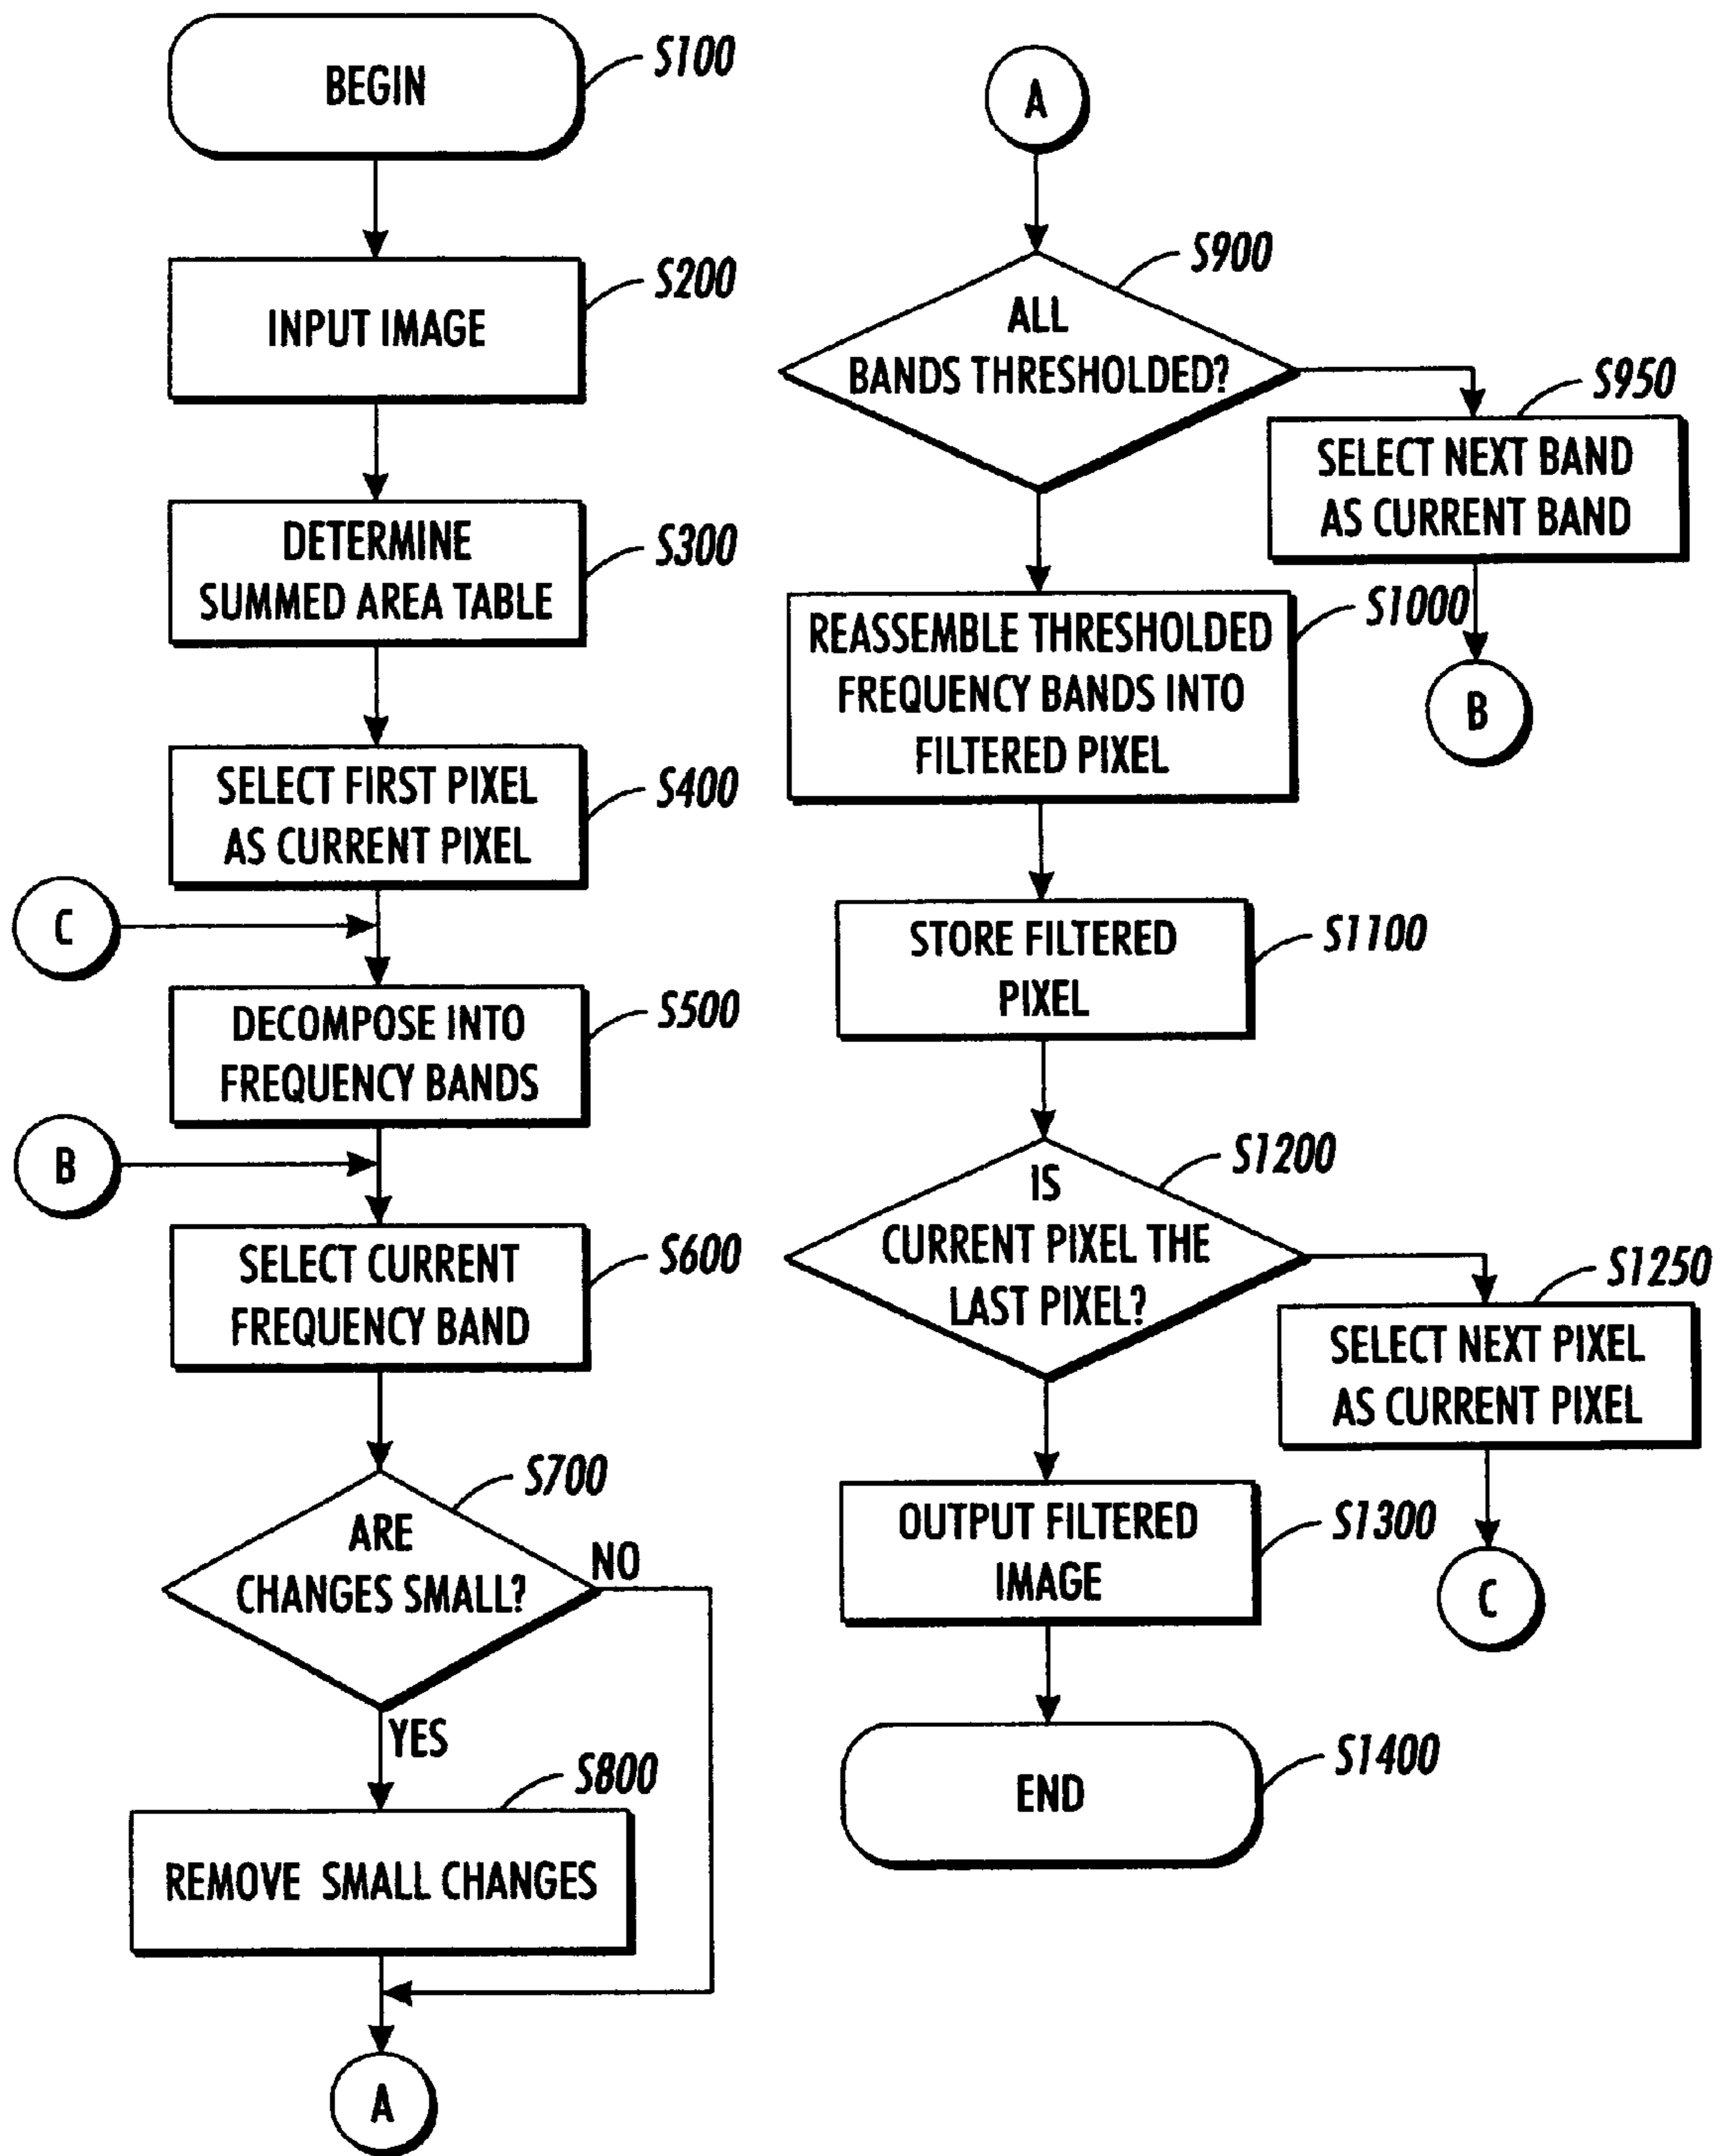 BEGIN
S100
INPUT IMAGE
S200
DETERMINE
SUMMED AREA TABLE
S300
SELECT FIRST PIXEL
AS CURRENT PIXEL
S400
C
DECOMPOSE INTO
FREQUENCY BANDS
S500
B
SELECT CURRENT
FREQUENCY BAND
S600
ARE
CHANGES SMALL?
S700
NO
YES
REMOVE SMALL CHANGES
S800
A
A
ALL
BANDS THRESHOLDED?
S900
SELECT NEXT BAND
AS CURRENT BAND
S950
B
REASSEMBLE THRESHOLDED
FREQUENCY BANDS INTO
FILTERED PIXEL
S1000
STORE FILTERED
PIXEL
S1100
IS
CURRENT PIXEL THE
LAST PIXEL?
S1200
SELECT NEXT PIXEL
AS CURRENT PIXEL
S1250
C
OUTPUT FILTERED
IMAGE
S1300
END
S1400